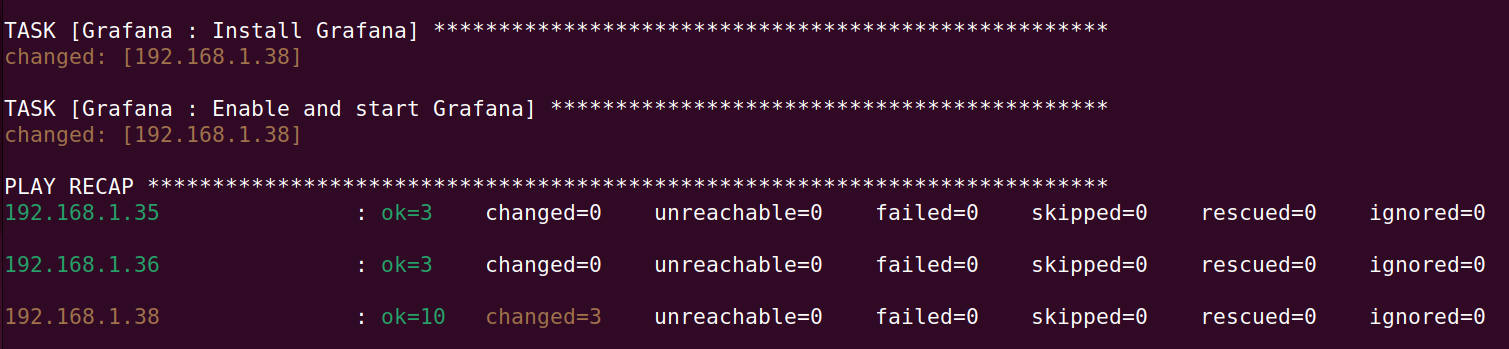 TASK [Grafana : Install Grafana] ****************************************************
changed: [192.168.1.38]
TASK [Grafana : Enable and start Grafana] *******************************************
changed: [192.168.1.38]
PLAY RECAP **************************************************************************
192.168.1.35               : ok=3    changed=0    unreachable=0    failed=0    skipped=0    rescued=0    ignored=0
192.168.1.36               : ok=3    changed=0    unreachable=0    failed=0    skipped=0    rescued=0    ignored=0
192.168.1.38               : ok=10   changed=3    unreachable=0    failed=0    skipped=0    rescued=0    ignored=0